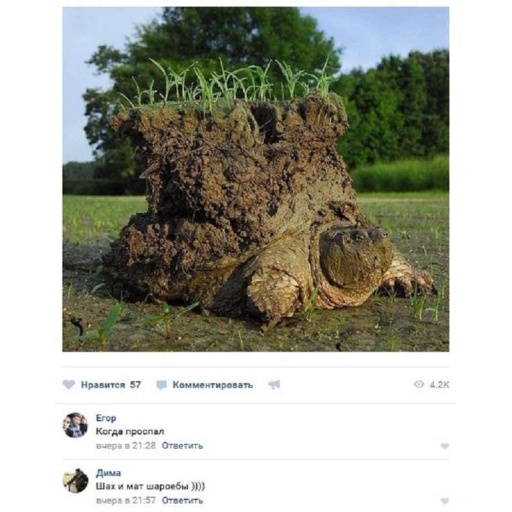 Нравится 57 Комментировать 4.2K
Егор
Когда проспал
вчера в 21:28 Ответить
Дима
Шах и мат шароебы ))))
вчера в 21:57 Ответить